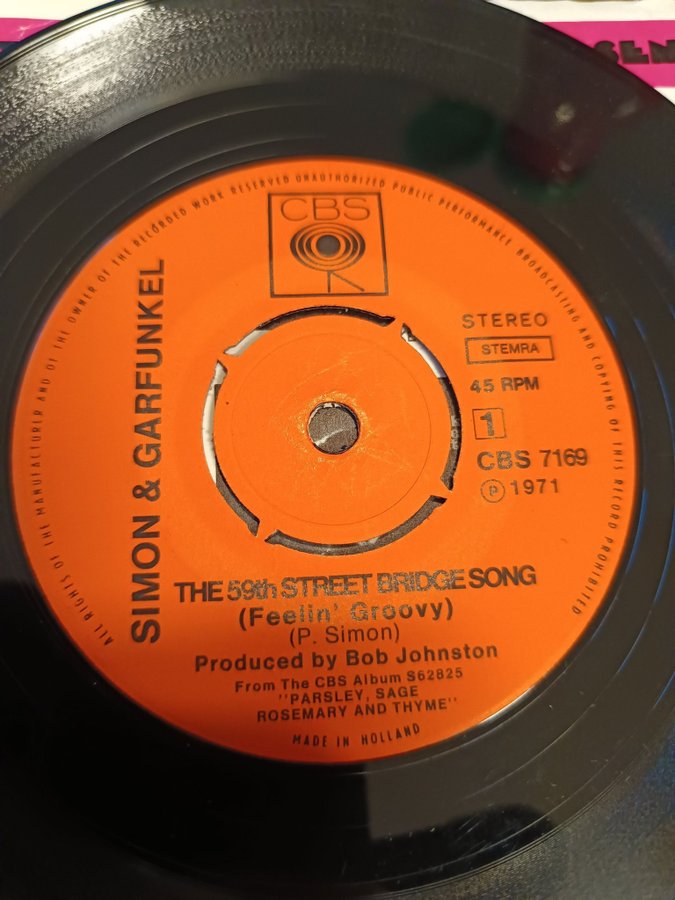 SEN
ALL RIGHTS OF THE MANUFACTURER AND OF THE OWNER OF THE RECORDED WORK RESERVED UNAUTHORIZED PUBLIC PERFORMANCE BROADCASTING AND COPYING OF THIS RECORD PROHIBITED
CBS
SIMON & GARFUNKEL
STEREO
STEMRA
45 RPM
1
CBS 7169
Ⓟ 1971
THE 59th STREET BRIDGE SONG
(Feelin' Groovy)
(P. Simon)
Produced by Bob Johnston
From The CBS Album S62825
"PARSLEY, SAGE
ROSEMARY AND THYME"
MADE IN HOLLAND